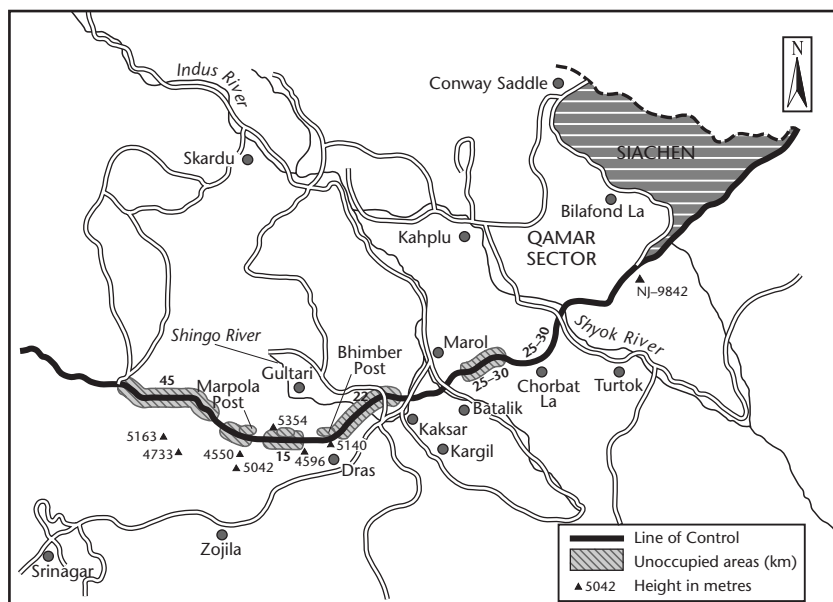 N
Conway Saddle
Indus River
SIACHEN
Skardu
Bilafond La
Kahplu
QAMAR
SECTOR
NJ–9842
Shingo River
Bhimber
Post
Marol
25–30
Shyok River
Gultari
45
Marpola
Post
22
25–30
Chorbat
La
Turtok
Batalik
5354
5163
4733
4550
5042
15
4596
5140
Kaksar
Kargil
Dras
Zojila
Srinagar
Line of Control
Unoccupied areas (km)
5042 Height in metres